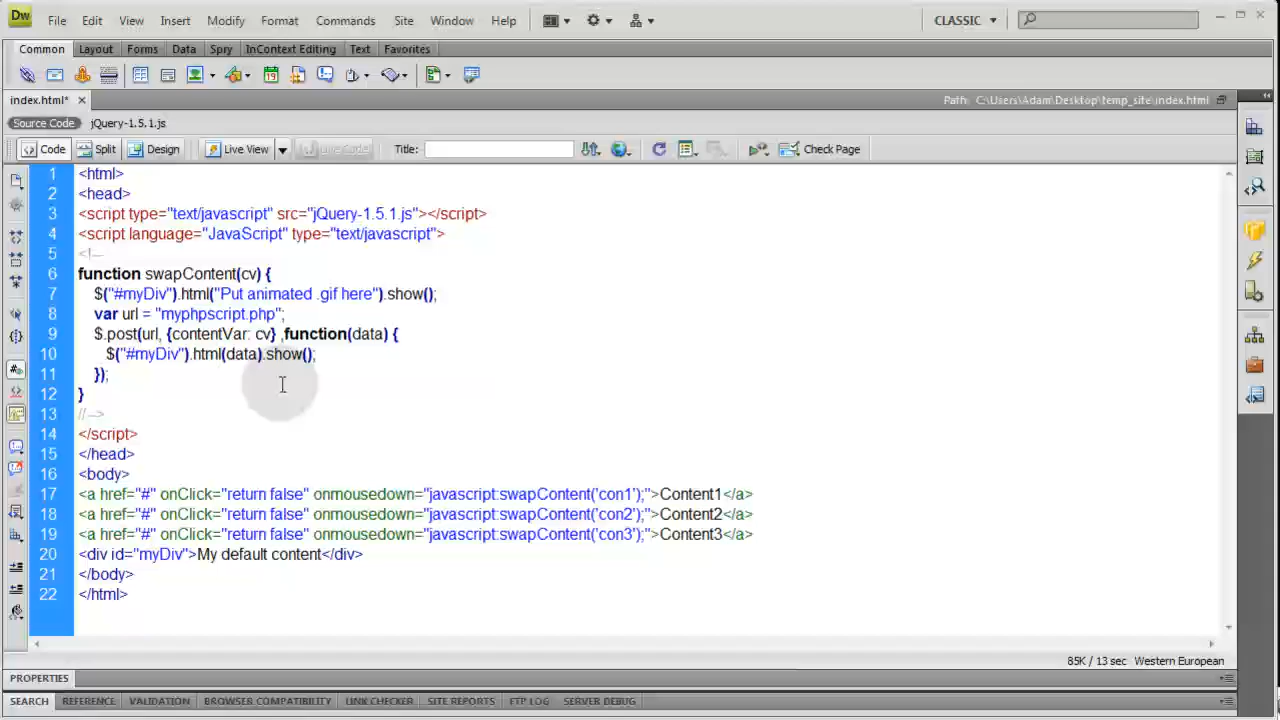 Dw File Edit View Insert Modify Format Commands Site Window Help CLASSIC
Common Layout Forms Data Spry InContext Editing Text Favorites
index.html* Path: C:\Users\Adam\Desktop\temp_site\index.html
Source Code jQuery-1.5.1.js
Code Split Design Live View Live Code Title: Check Page
1 <html>
2 <head>
3 <script type="text/javascript" src="jQuery-1.5.1.js"></script>
4 <script language="JavaScript" type="text/javascript">
5 <!--
6 function swapContent(cv) {
7 $("#myDiv").html("Put animated .gif here").show();
8 var url = "myphpscript.php";
9 $.post(url, {contentVar: cv} ,function(data) {
10 $("#myDiv").html(data).show();
11 });
12 }
13 //-->
14 </script>
15 </head>
16 <body>
17 <a href="#" onClick="return false" onmousedown="javascript:swapContent('con1');">Content1</a>
18 <a href="#" onClick="return false" onmousedown="javascript:swapContent('con2');">Content2</a>
19 <a href="#" onClick="return false" onmousedown="javascript:swapContent('con3');">Content3</a>
20 <div id="myDiv">My default content</div>
21 </body>
22 </html>
85K / 13 sec Western European
PROPERTIES
SEARCH REFERENCE VALIDATION BROWSER COMPATIBILITY LINK CHECKER SITE REPORTS FTP LOG SERVER DEBUG